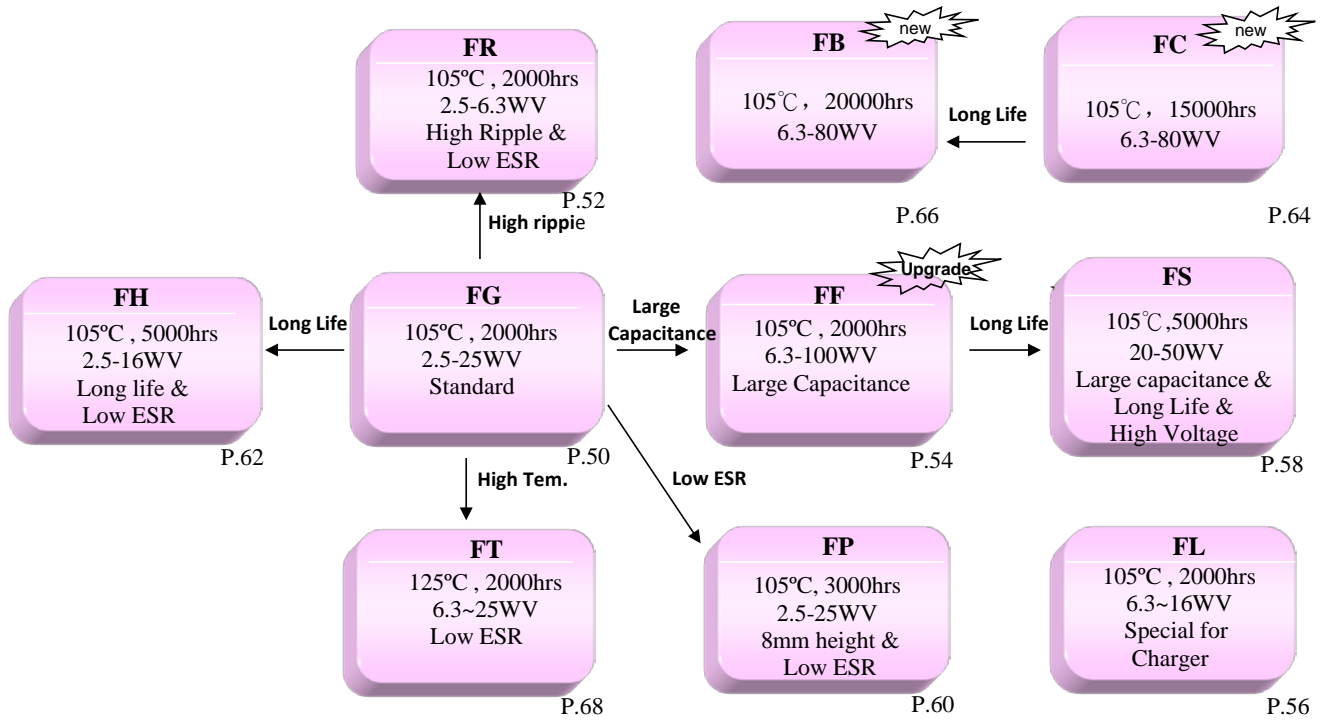 FR
105ºC , 2000hrs
2.5-6.3WV
High Ripple &
Low ESR
P.52
new
FB
105℃， 20000hrs
6.3-80WV
P.66
Long Life
new
FC
105℃， 15000hrs
6.3-80WV
P.64
High rippie
FH
105ºC , 5000hrs
2.5-16WV
Long life &
Low ESR
P.62
Long Life
FG
105ºC , 2000hrs
2.5-25WV
Standard
P.50
Large
Capacitance
Upgrade
FF
105ºC , 2000hrs
6.3-100WV
Large Capacitance
P.54
Long Life
FS
105℃,5000hrs
20-50WV
Large capacitance &
Long Life &
High Voltage
P.58
High Tem.
Low ESR
FT
125ºC , 2000hrs
6.3~25WV
Low ESR
P.68
FP
105ºC, 3000hrs
2.5-25WV
8mm height &
Low ESR
P.60
FL
105ºC , 2000hrs
6.3~16WV
Special for
Charger
P.56